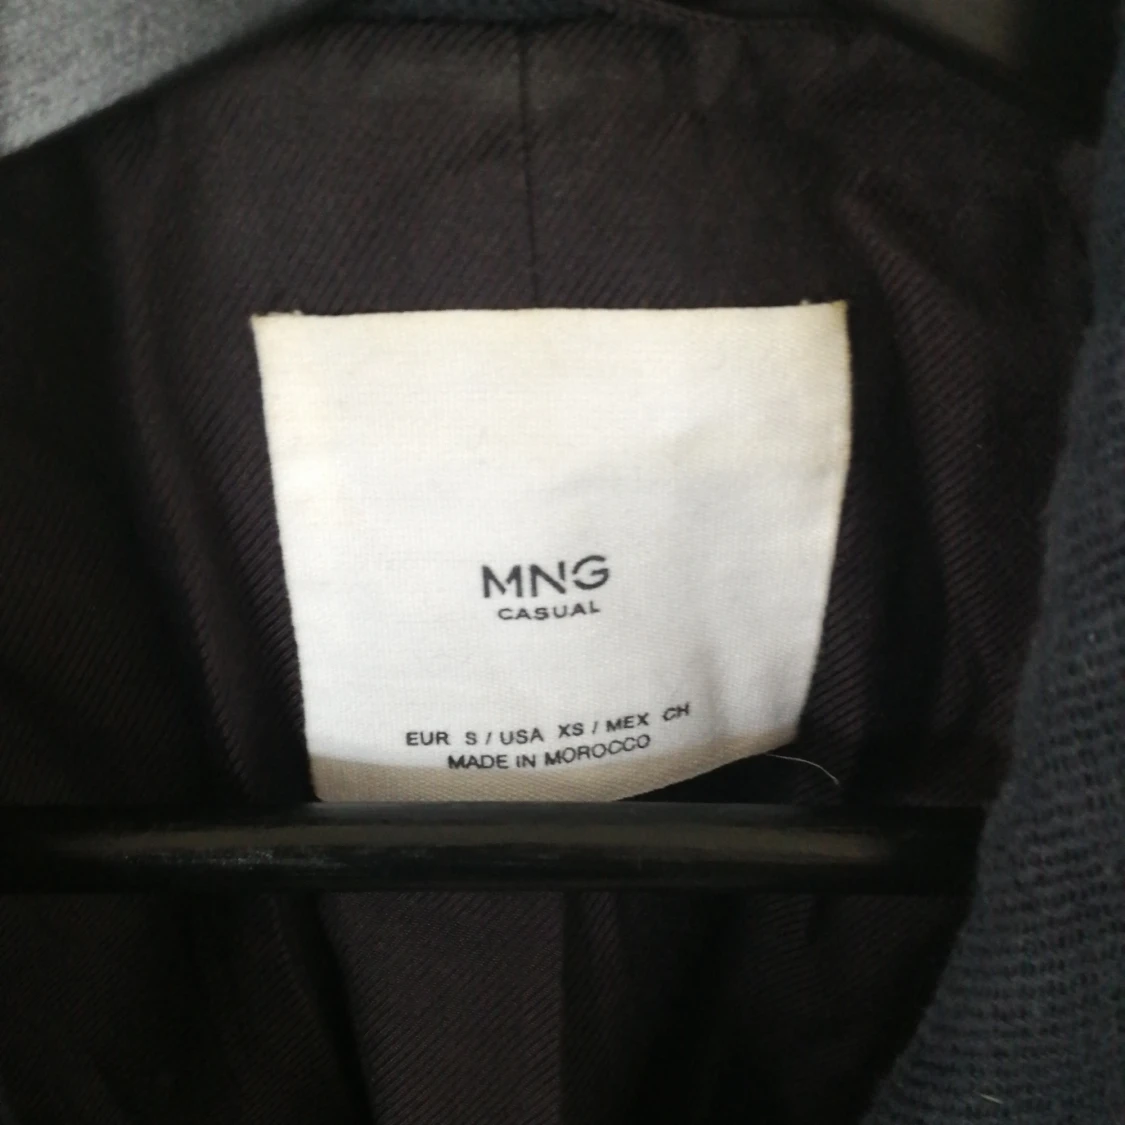 MNG
CASUAL
EUR S / USA XS / MEX CH
MADE IN MOROCCO